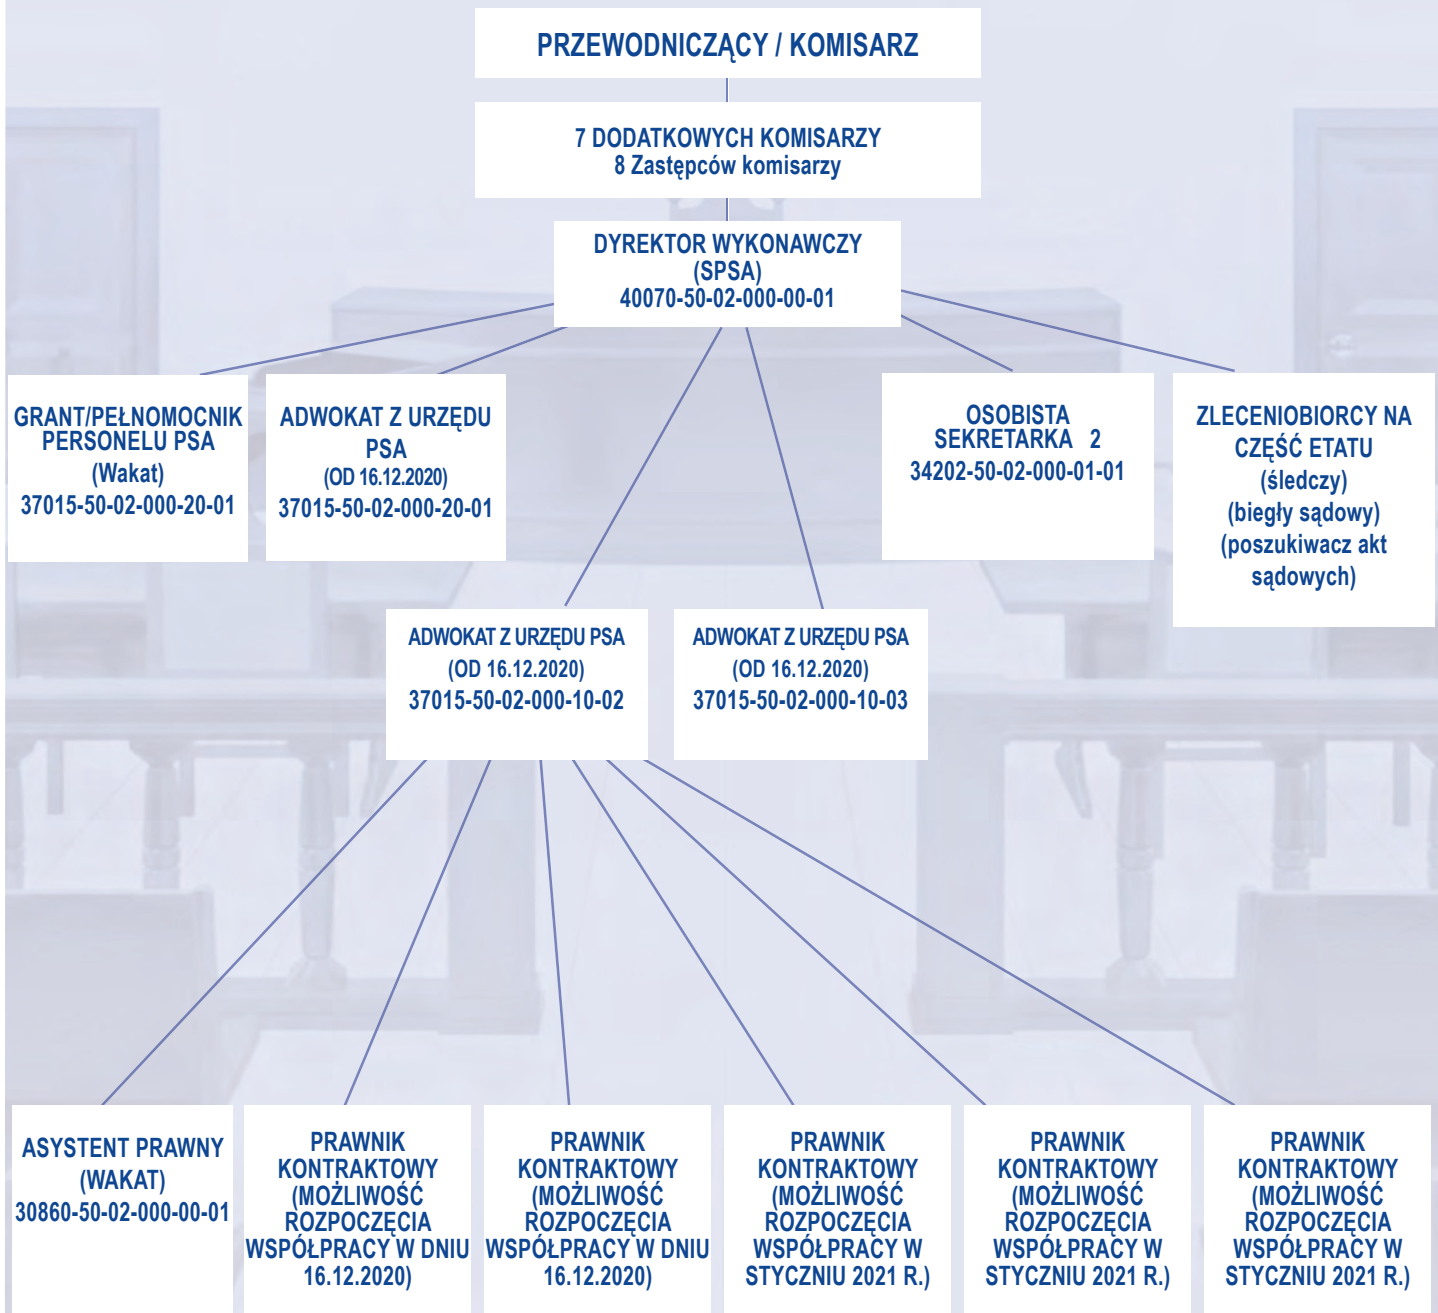 PRZEWODNICZĄCY / KOMISARZ
7 DODATKOWYCH KOMISARZY
8 Zastępców komisarzy
DYREKTOR WYKONAWCZY
(SPSA)
40070-50-02-000-00-01
GRANT/PEŁNOMOCNIK
PERSONELU PSA
(Wakat)
37015-50-02-000-20-01
ADWOKAT Z URZĘDU
PSA
(OD 16.12.2020)
37015-50-02-000-20-01
OSOBISTA
SEKRETARKA 2
34202-50-02-000-01-01
ZLECENIOBIORCY NA
CZĘŚĆ ETATU
(śledczy)
(biegły sądowy)
(poszukiwacz akt
sądowych)
ADWOKAT Z URZĘDU PSA
(OD 16.12.2020)
37015-50-02-000-10-02
ADWOKAT Z URZĘDU PSA
(OD 16.12.2020)
37015-50-02-000-10-03
ASYSTENT PRAWNY
(WAKAT)
30860-50-02-000-00-01
PRAWNIK
KONTRAKTOWY
(MOŻLIWOŚĆ
ROZPOCZĘCIA
WSPÓŁPRACY W DNIU
16.12.2020)
PRAWNIK
KONTRAKTOWY
(MOŻLIWOŚĆ
ROZPOCZĘCIA
WSPÓŁPRACY W DNIU
16.12.2020)
PRAWNIK
KONTRAKTOWY
(MOŻLIWOŚĆ
ROZPOCZĘCIA
WSPÓŁPRACY W
STYCZNIU 2021 R.)
PRAWNIK
KONTRAKTOWY
(MOŻLIWOŚĆ
ROZPOCZĘCIA
WSPÓŁPRACY W
STYCZNIU 2021 R.)
PRAWNIK
KONTRAKTOWY
(MOŻLIWOŚĆ
ROZPOCZĘCIA
WSPÓŁPRACY W
STYCZNIU 2021 R.)